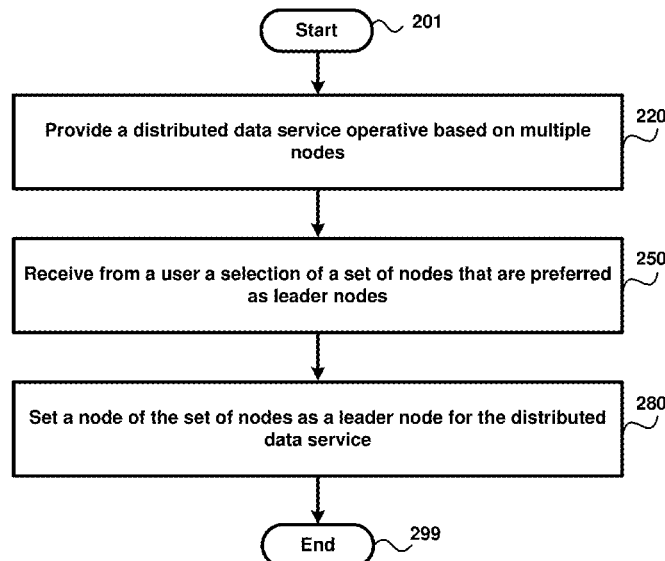 Start
201
Provide a distributed data service operative based on multiple
nodes
220
Receive from a user a selection of a set of nodes that are preferred
as leader nodes
250
Set a node of the set of nodes as a leader node for the distributed
data service
280
End
299